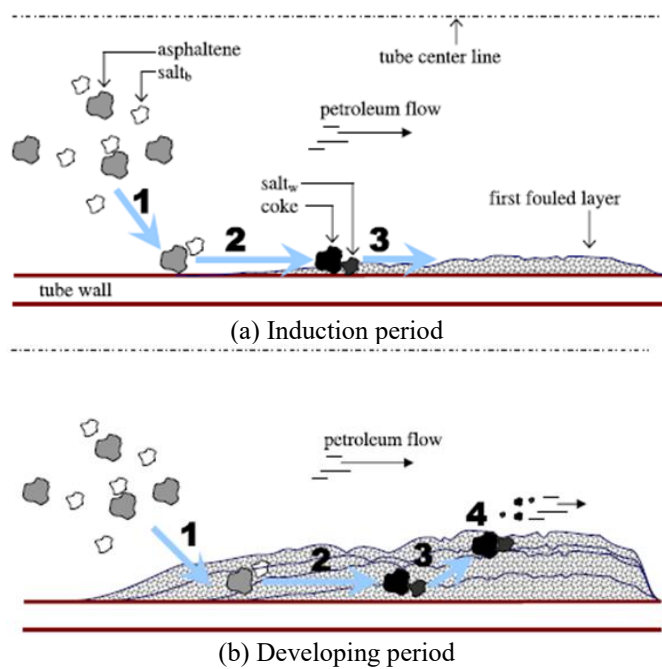 asphaltene
salt_b
tube center line
petroleum flow
1
salt_w
coke
2
3
first fouled layer
tube wall
(a) Induction period
petroleum flow
1
2
3
4
(b) Developing period